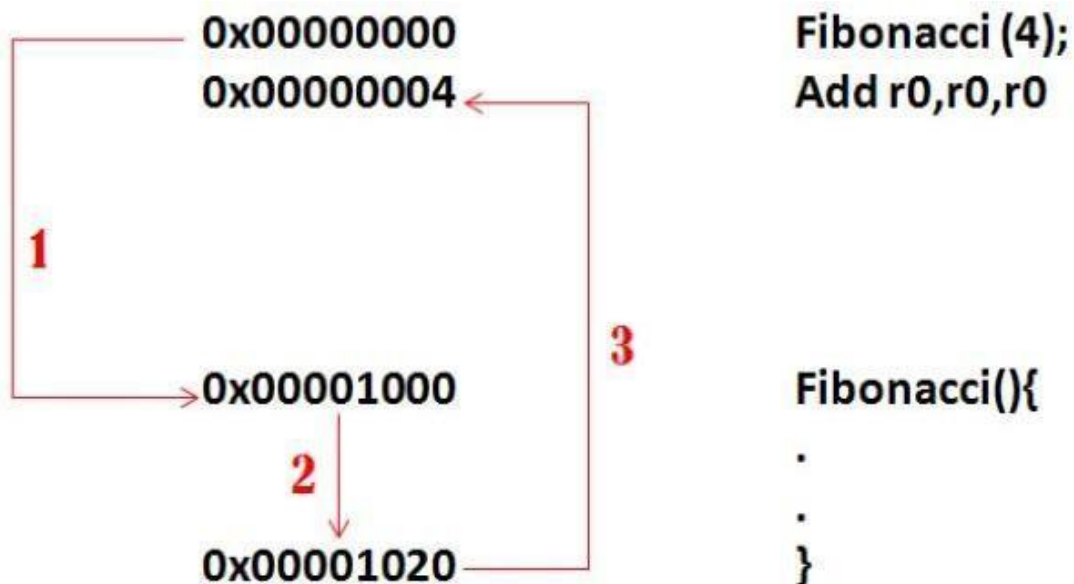 0x00000000 Fibonacci (4);
0x00000004 Add r0,r0,r0
1
3
0x00001000 Fibonacci(){
.
2
.
0x00001020 }